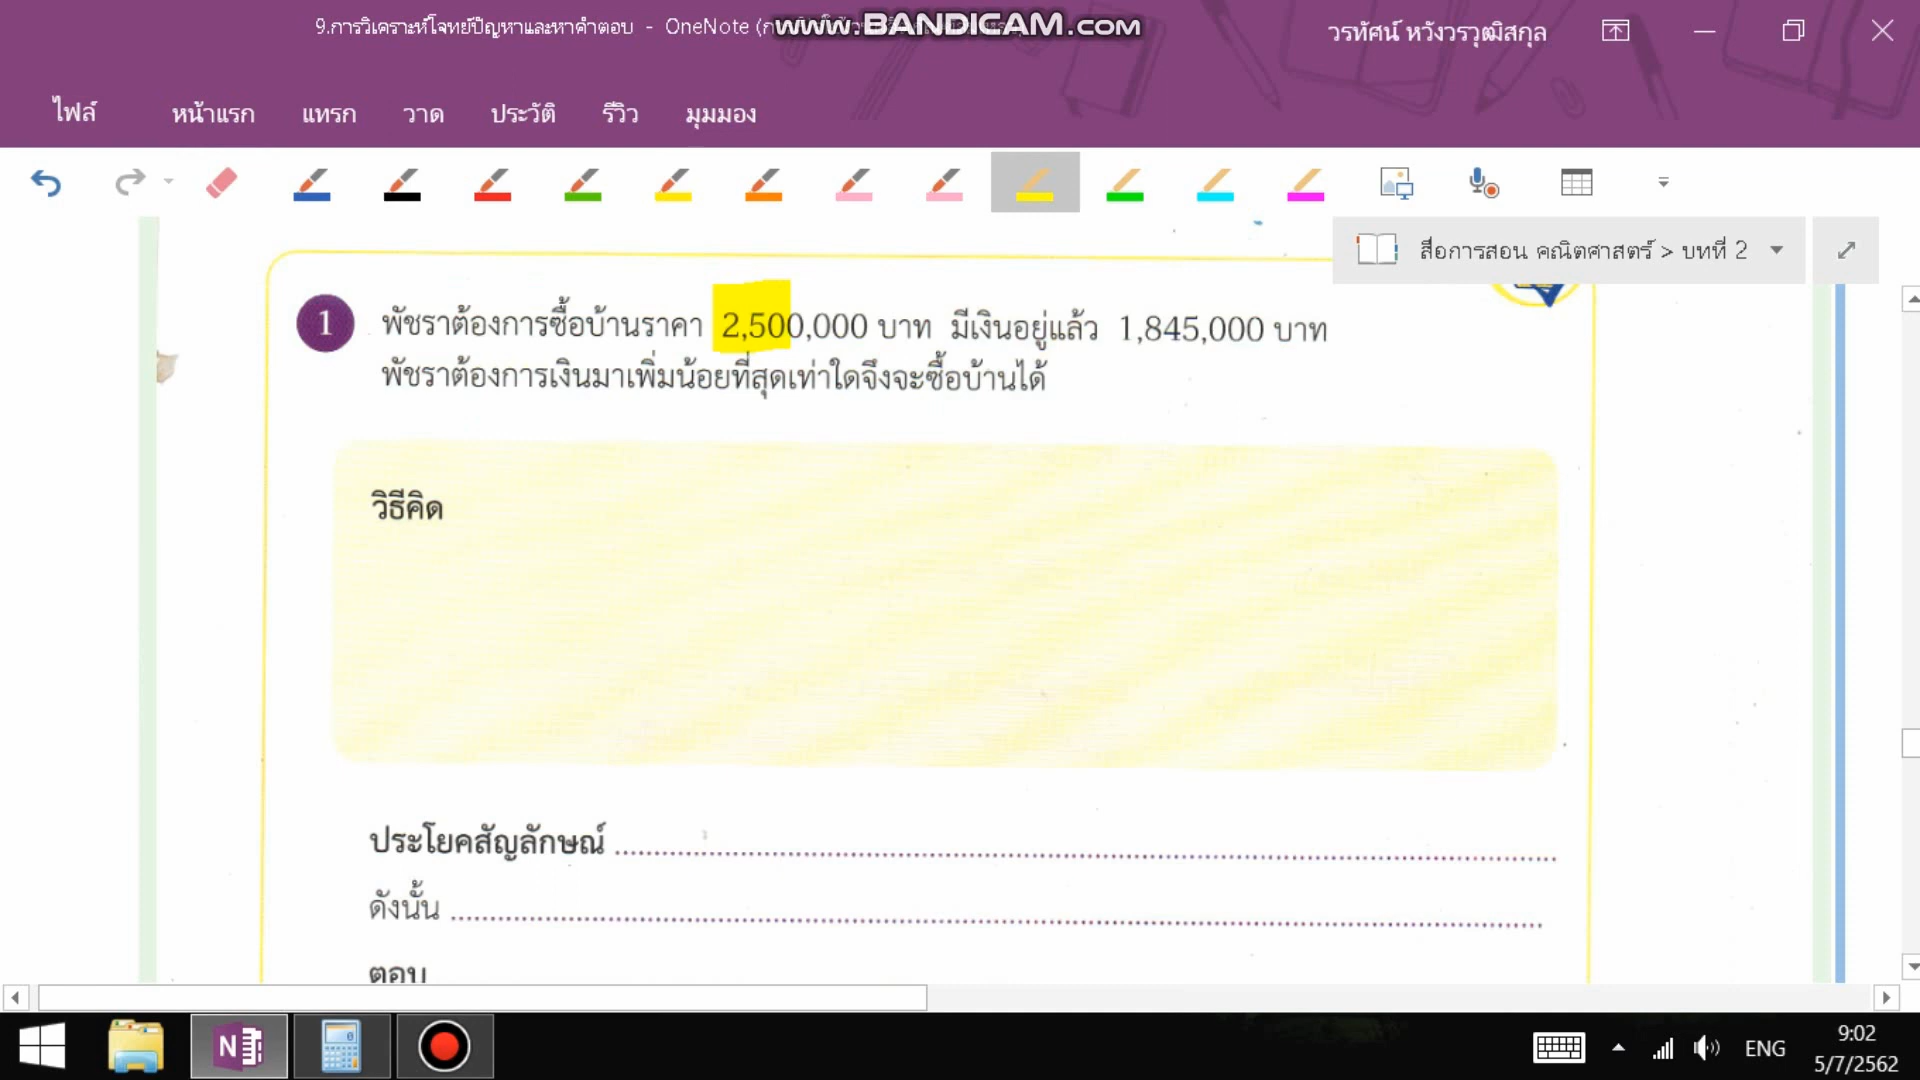 9.การวิเคราะห์โจทย์ปัญหาและหาคำตอบ - OneNote
www.BANDICAM.com
วรทัศน์ หวังวรวุฒิสกุล
ไฟล์ หน้าแรก แทรก วาด ประวัติ รีวิว มุมมอง
สื่อการสอน คณิตศาสตร์ > บทที่ 2
1 พัชราต้องการซื้อบ้านราคา 2,500,000 บาท มีเงินอยู่แล้ว 1,845,000 บาท
พัชราต้องการเงินมาเพิ่มน้อยที่สุดเท่าใดจึงจะซื้อบ้านได้
วิธีคิด
ประโยคสัญลักษณ์
ดังนั้น
ตอบ
N
ENG
9:02
5/7/2562